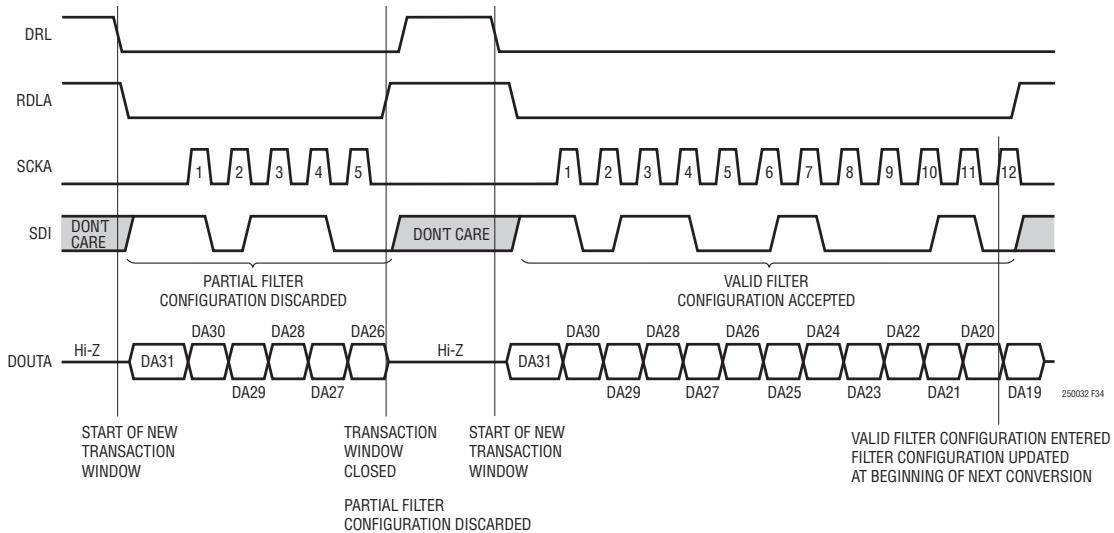 DRL
RDLA
SCKA
1 2 3 4 5 1 2 3 4 5 6 7 8 9 10 11 12
SDI
DON'T
CARE
DON'T CARE
PARTIAL FILTER
CONFIGURATION DISCARDED
VALID FILTER
CONFIGURATION ACCEPTED
DA30 DA28 DA26 DA30 DA28 DA26 DA24 DA22 DA20
DOUTA Hi-Z DA31 Hi-Z DA31
DA29 DA27 DA29 DA27 DA25 DA23 DA21 DA19
250032 F34
START OF NEW
TRANSACTION
WINDOW
TRANSACTION
WINDOW
CLOSED
PARTIAL FILTER
CONFIGURATION DISCARDED
START OF NEW
TRANSACTION
WINDOW
VALID FILTER CONFIGURATION ENTERED
FILTER CONFIGURATION UPDATED
AT BEGINNING OF NEXT CONVERSION